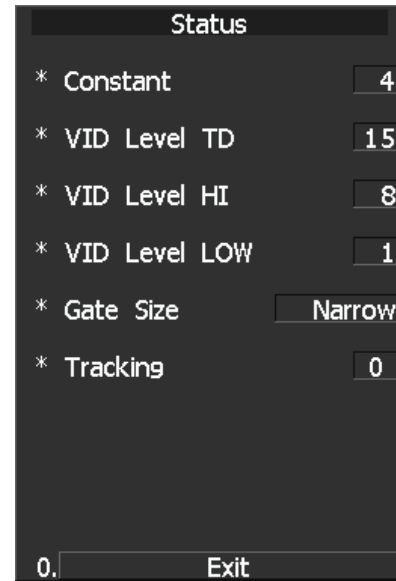 Status
* Constant 4
* VID Level TD 15
* VID Level HI 8
* VID Level LOW 1
* Gate Size Narrow
* Tracking 0
0. Exit